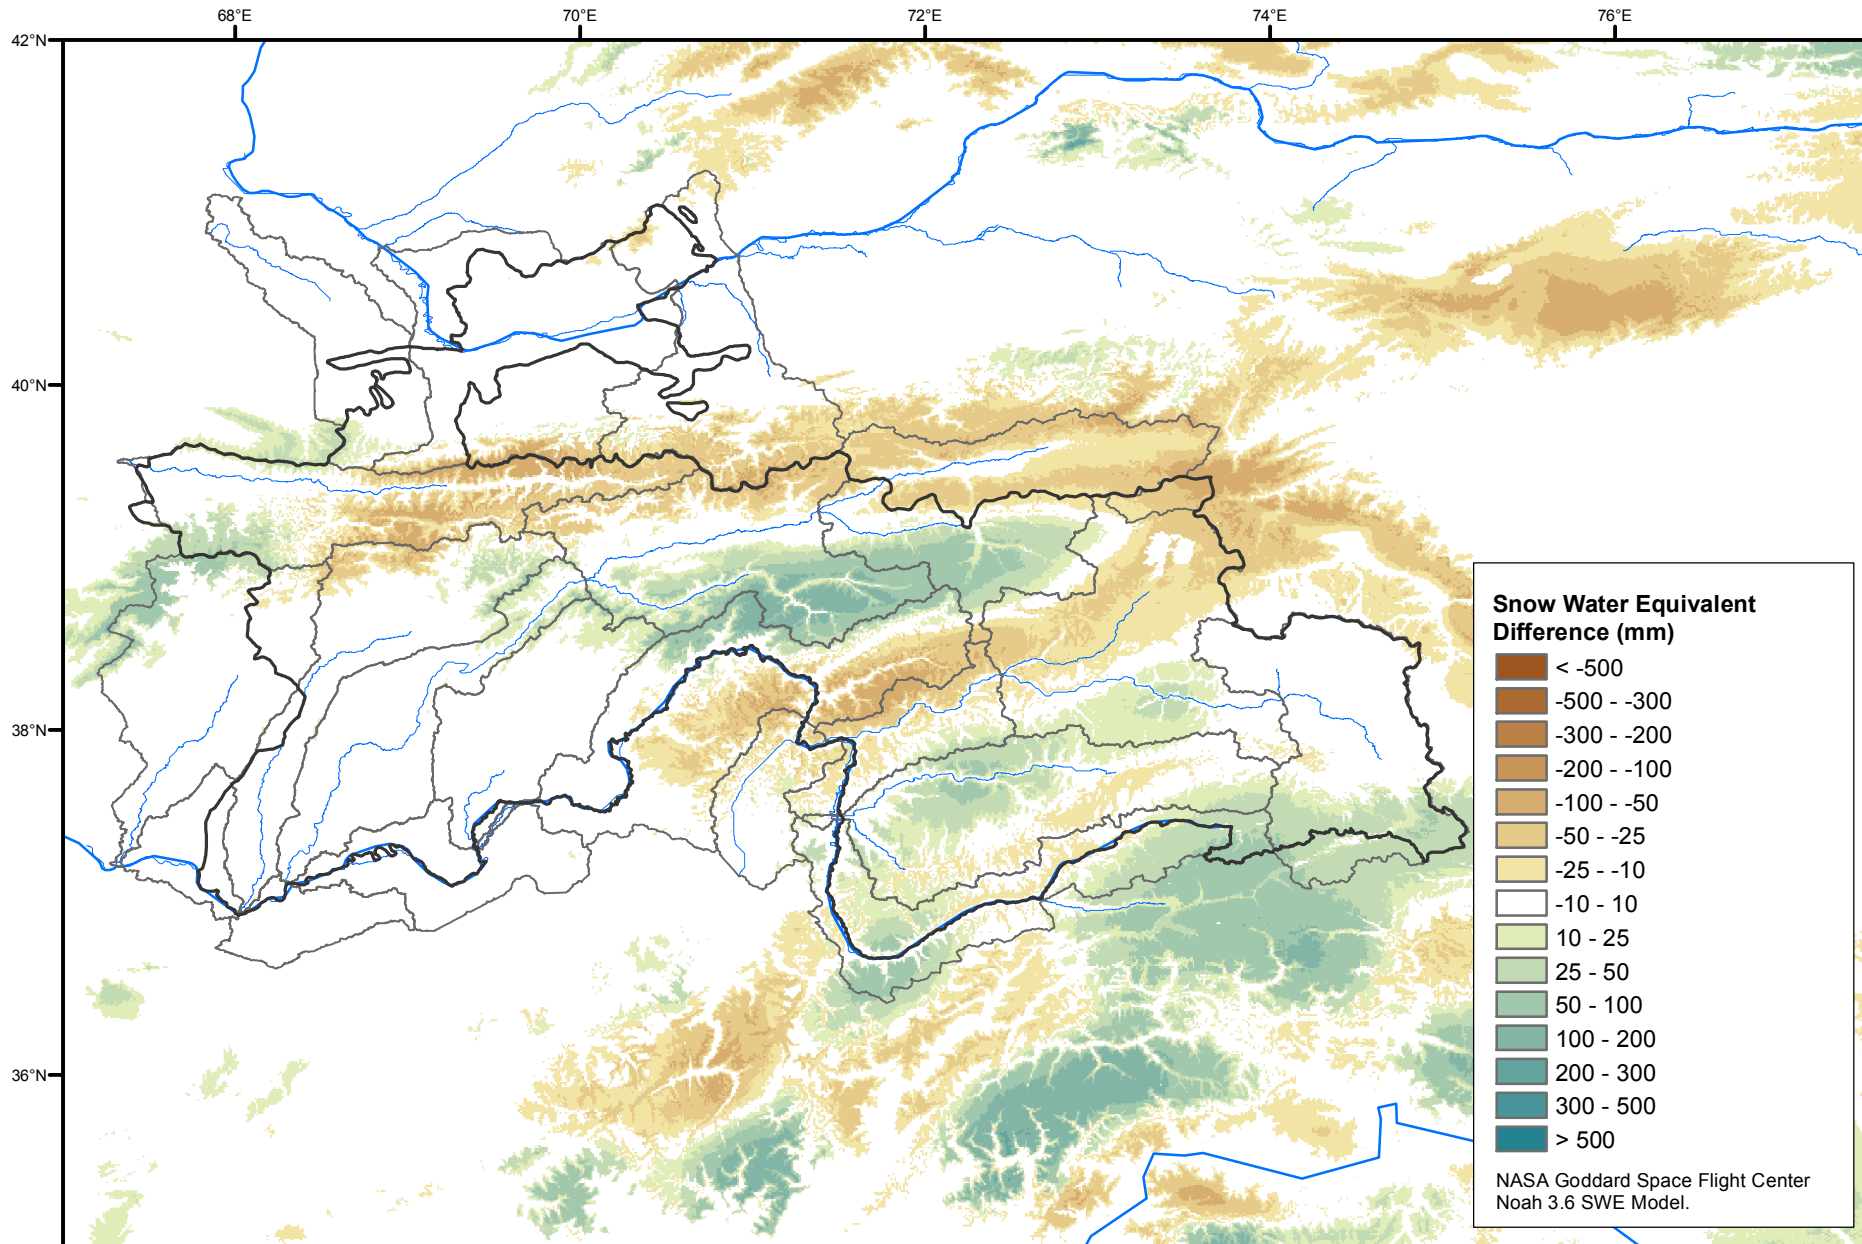 68°E
70°E
72°E
74°E
76°E
42°N
40°N
38°N
36°N
Snow Water Equivalent
Difference (mm)
< -500
-500 - -300
-300 - -200
-200 - -100
-100 - -50
-50 - -25
-25 - -10
-10 - 10
10 - 25
25 - 50
50 - 100
100 - 200
200 - 300
300 - 500
> 500
NASA Goddard Space Flight Center
Noah 3.6 SWE Model.